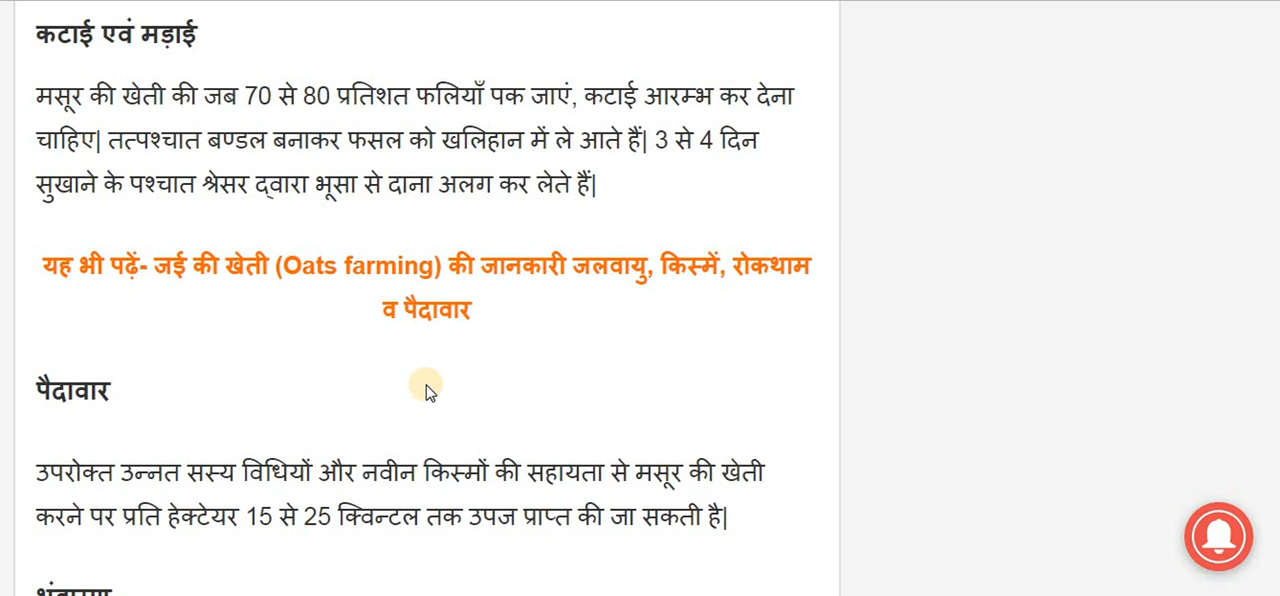 कटाई एवं मड़ाई
मसूर की खेती की जब 70 से 80 प्रतिशत फलियाँ पक जाएं, कटाई आरम्भ कर देना
चाहिए| तत्पश्चात बण्डल बनाकर फसल को खलिहान में ले आते हैं| 3 से 4 दिन
सुखाने के पश्चात श्रेसर द्वारा भूसा से दाना अलग कर लेते हैं|
यह भी पढ़ें- जई की खेती (Oats farming) की जानकारी जलवायु, किस्में, रोकथाम
व पैदावार
पैदावार
उपरोक्त उन्नत सस्य विधियों और नवीन किस्मों की सहायता से मसूर की खेती
करने पर प्रति हेक्टेयर 15 से 25 क्विन्टल तक उपज प्राप्त की जा सकती है|